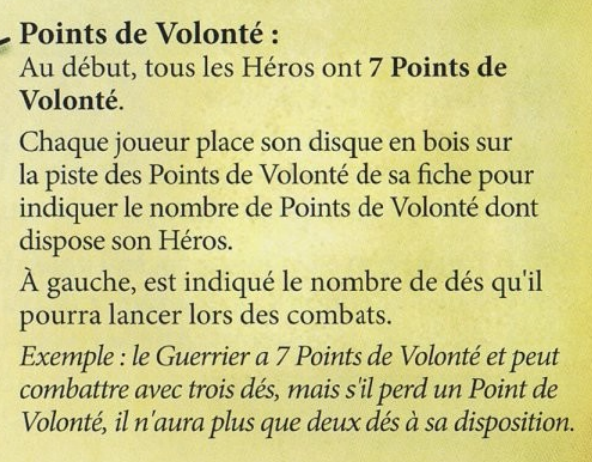 Points de Volonté :
Au début, tous les Héros ont 7 Points de
Volonté.
Chaque joueur place son disque en bois sur
la piste des Points de Volonté de sa fiche pour
indiquer le nombre de Points de Volonté dont
dispose son Héros.
À gauche, est indiqué le nombre de dés qu'il
pourra lancer lors des combats.
Exemple : le Guerrier a 7 Points de Volonté et peut
combattre avec trois dés, mais s'il perd un Point de
Volonté, il n'aura plus que deux dés à sa disposition.